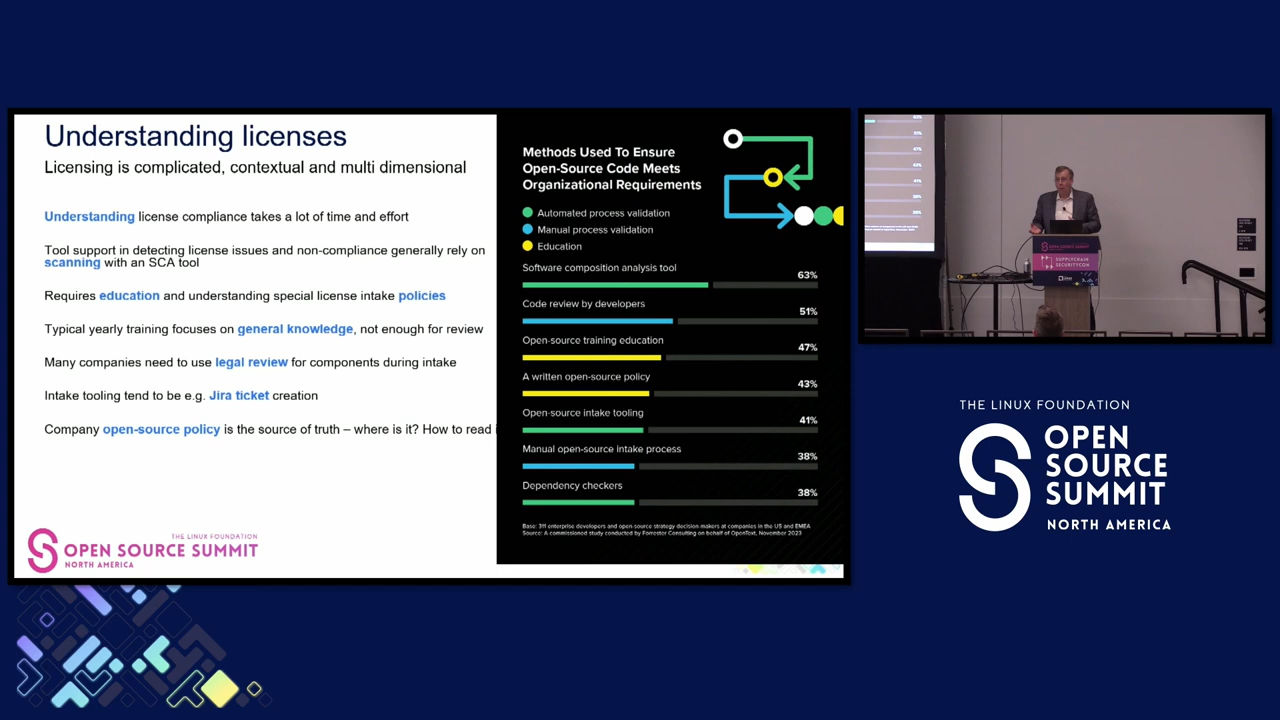 Understanding licenses
Licensing is complicated, contextual and multi dimensional
Understanding license compliance takes a lot of time and effort
Tool support in detecting license issues and non-compliance generally rely on
scanning with an SCA tool
Requires education and understanding special license intake policies
Typical yearly training focuses on general knowledge, not enough for review
Many companies need to use legal review for components during intake
Intake tooling tend to be e.g. Jira ticket creation
Company open-source policy is the source of truth – where is it? How to read
THE LINUX FOUNDATION
OPEN SOURCE SUMMIT
NORTH AMERICA
Methods Used To Ensure
Open-Source Code Meets
Organizational Requirements
Automated process validation
Manual process validation
Education
Software composition analysis tool
63%
Code review by developers
51%
Open-source training education
47%
A written open-source policy
43%
Open-source intake tooling
41%
Manual open-source intake process
38%
Dependency checkers
38%
Base: 311 enterprise developers and open-source strategy decision makers at companies in the US and EMEA
Source: A commissioned study conducted by Forrester Consulting on behalf of OpenText, November 2023
OPEN SOURCE SUMMIT
SUPPLYCHAIN
SECURITYCON
THE LINUX FOUNDATION
OPEN
SOURCE
SUMMIT
NORTH AMERICA